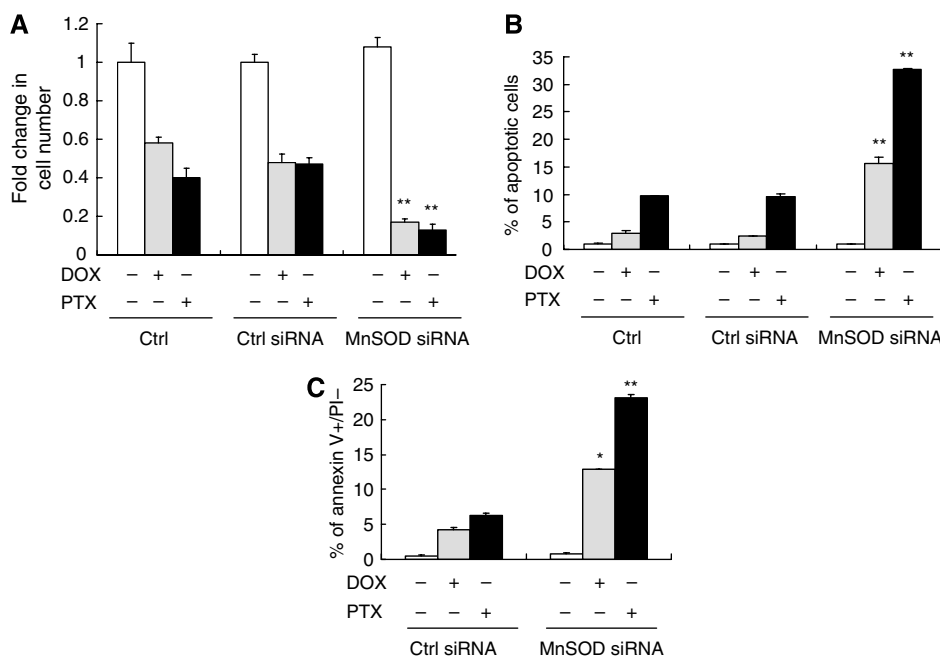 A
Fold change in
cell number
1.2
1
0.8
0.6
0.4
0.2
0
** **
DOX – + – – + – – + –
PTX – – + – – + – – +
Ctrl Ctrl siRNA MnSOD siRNA
B
% of apoptotic cells
35
30
25
20
15
10
5
0
**
**
DOX – + – – + – – + –
PTX – – + – – + – – +
Ctrl Ctrl siRNA MnSOD siRNA
C
% of annexin V+/PI–
25
20
15
10
5
0
*
**
DOX – + – – + –
PTX – – + – – +
Ctrl siRNA MnSOD siRNA